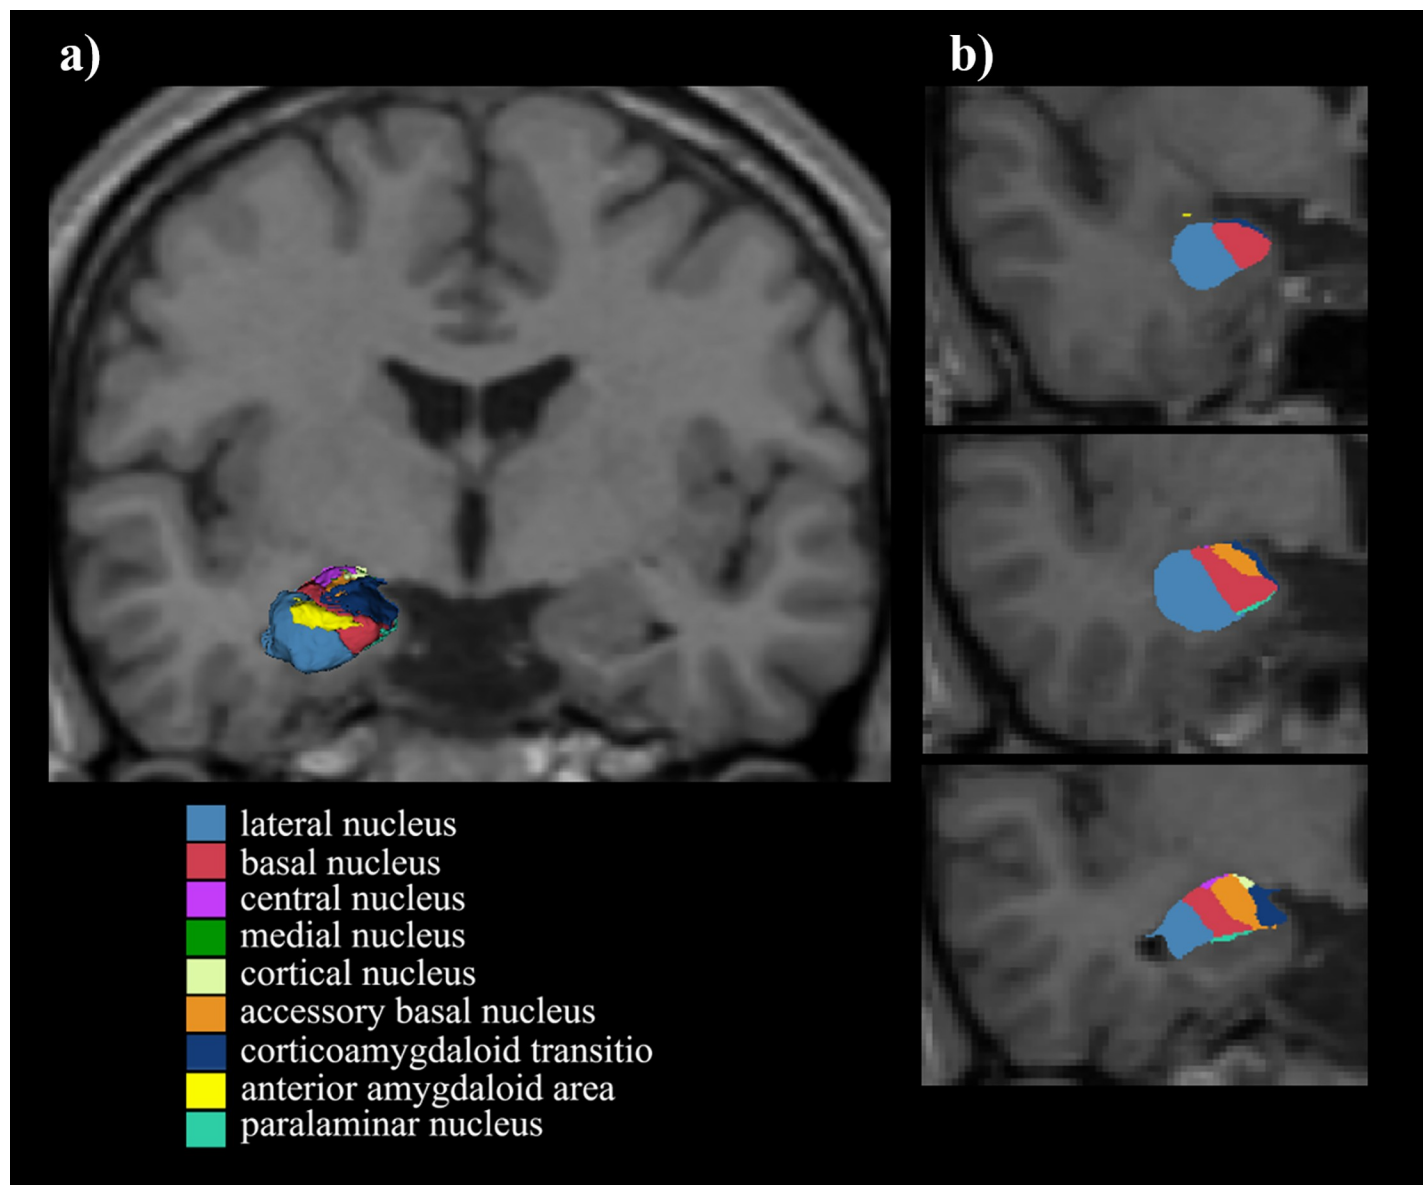 a)
b)
lateral nucleus
basal nucleus
central nucleus
medial nucleus
cortical nucleus
accessory basal nucleus
corticoamygdaloid transitio
anterior amygdaloid area
paralaminar nucleus